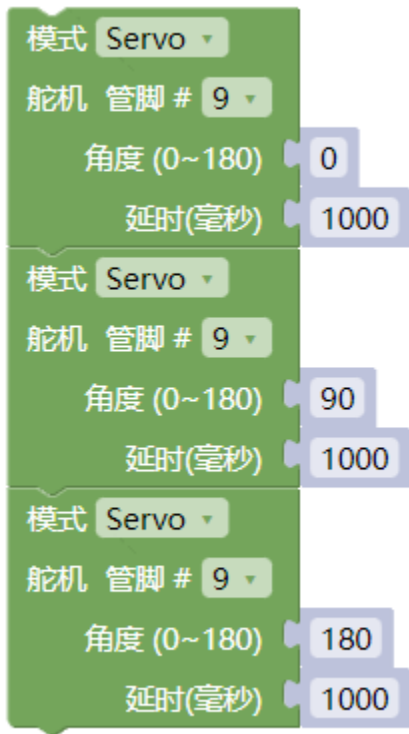 模式 Servo
舵机 管脚 # 9
角度 (0~180) 0
延时(毫秒) 1000
模式 Servo
舵机 管脚 # 9
角度 (0~180) 90
延时(毫秒) 1000
模式 Servo
舵机 管脚 # 9
角度 (0~180) 180
延时(毫秒) 1000